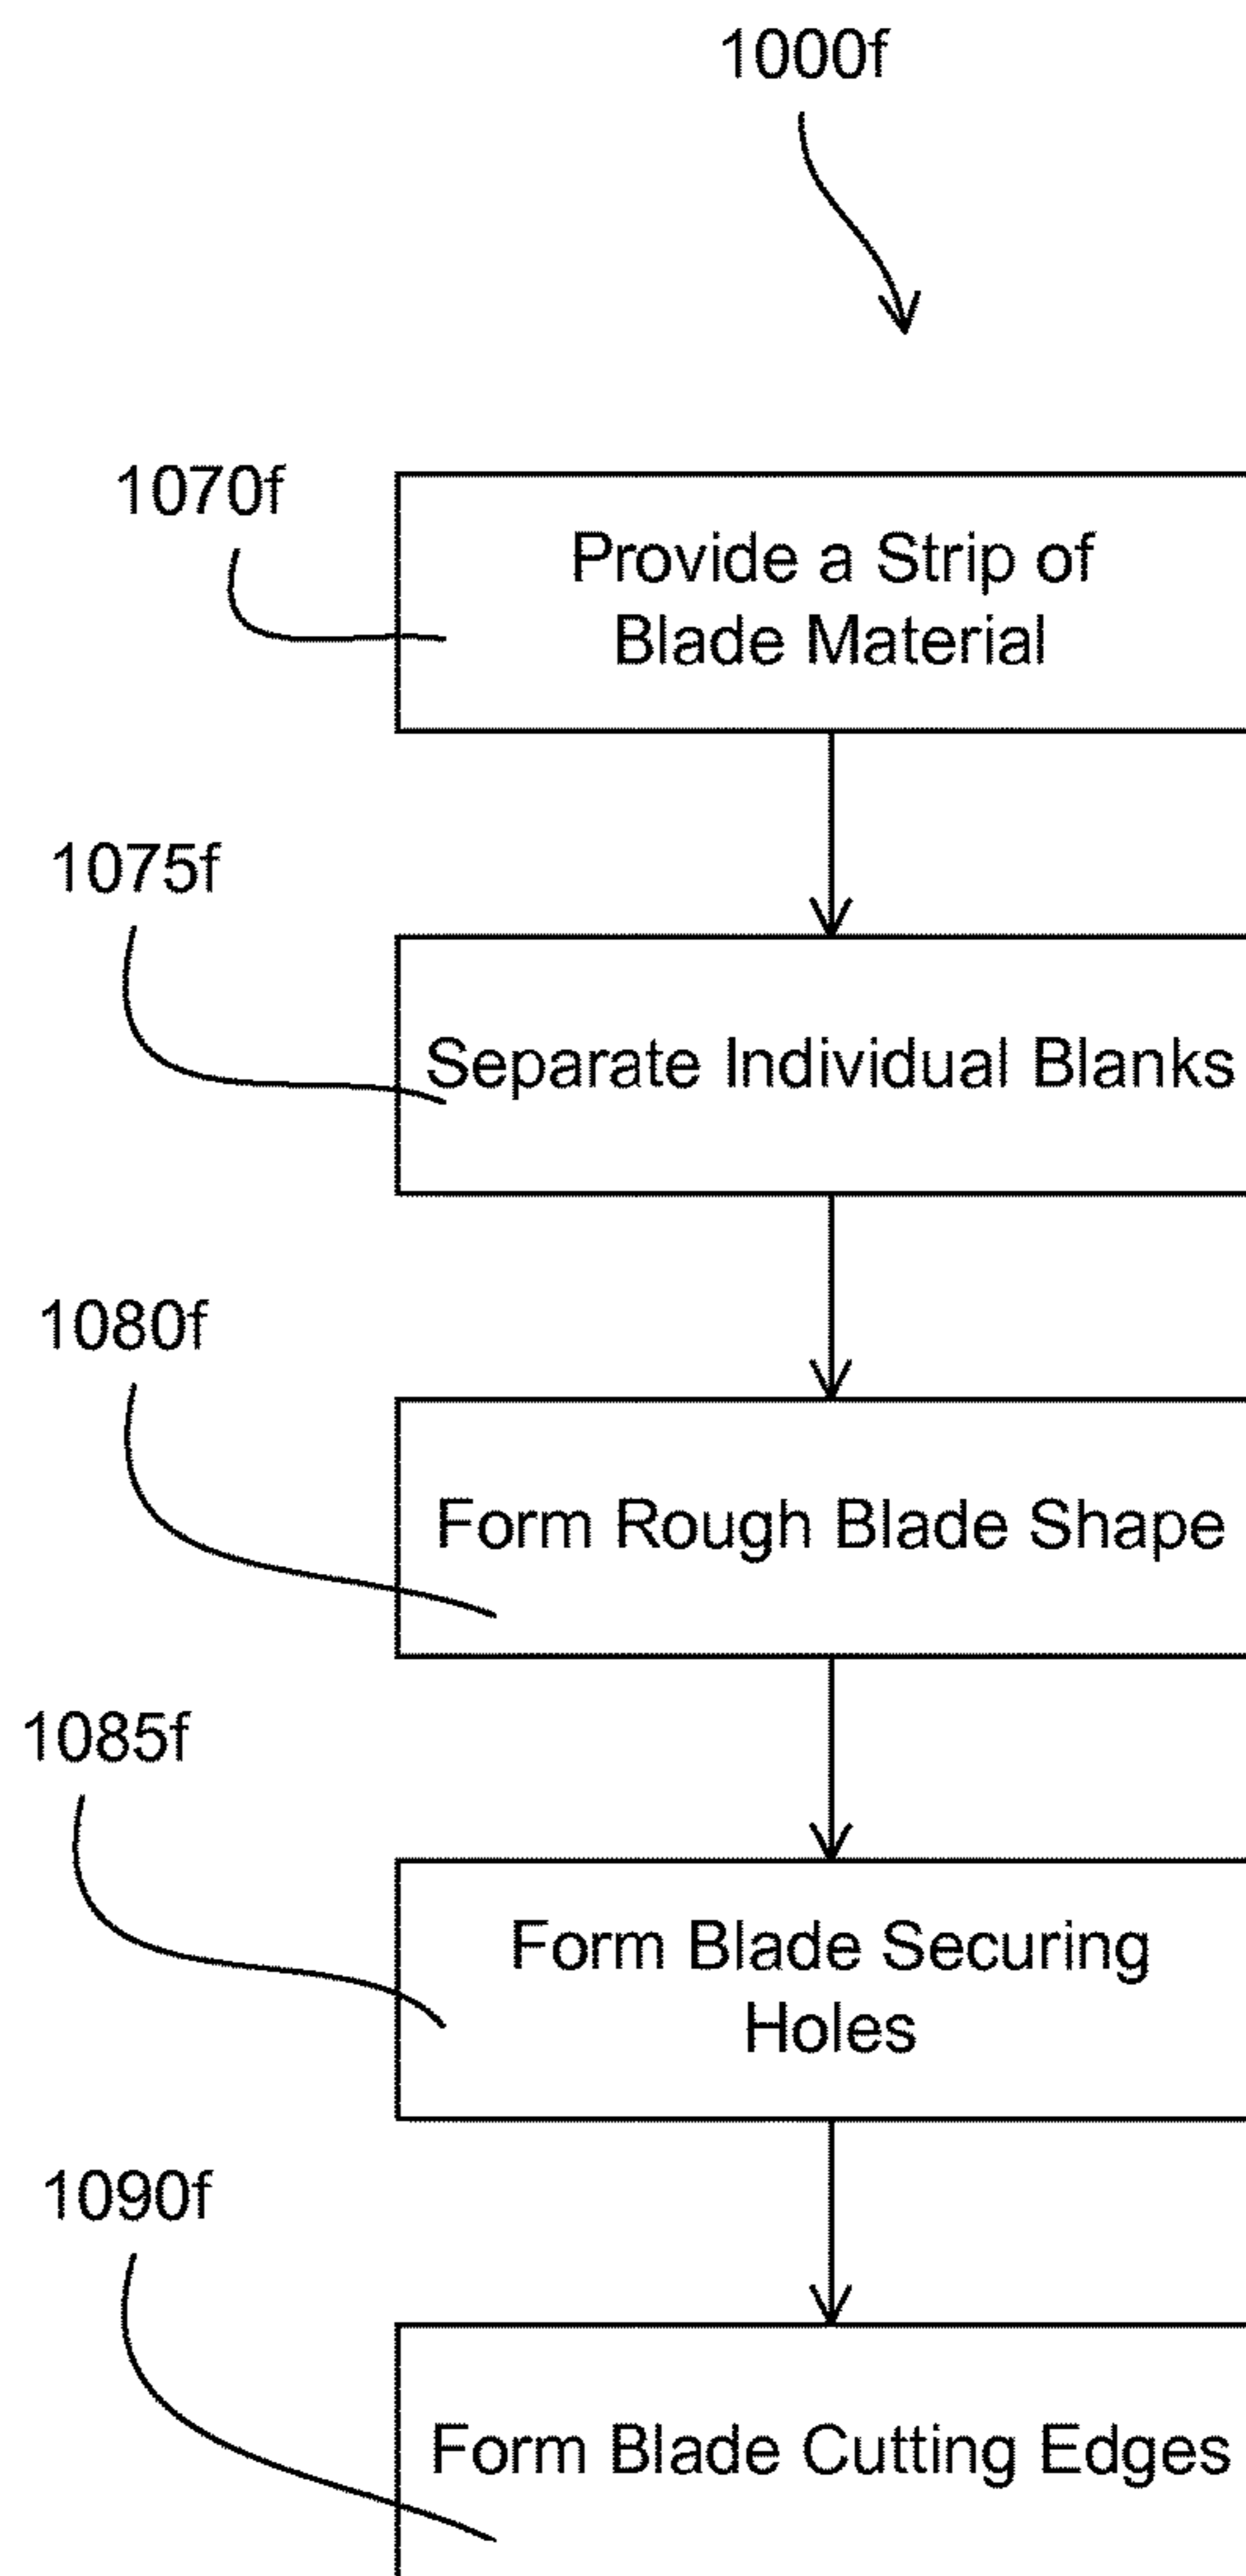 1000f
1070f
Provide a Strip of
Blade Material
1075f
Separate Individual Blanks
1080f
Form Rough Blade Shape
1085f
Form Blade Securing
Holes
1090f
Form Blade Cutting Edges